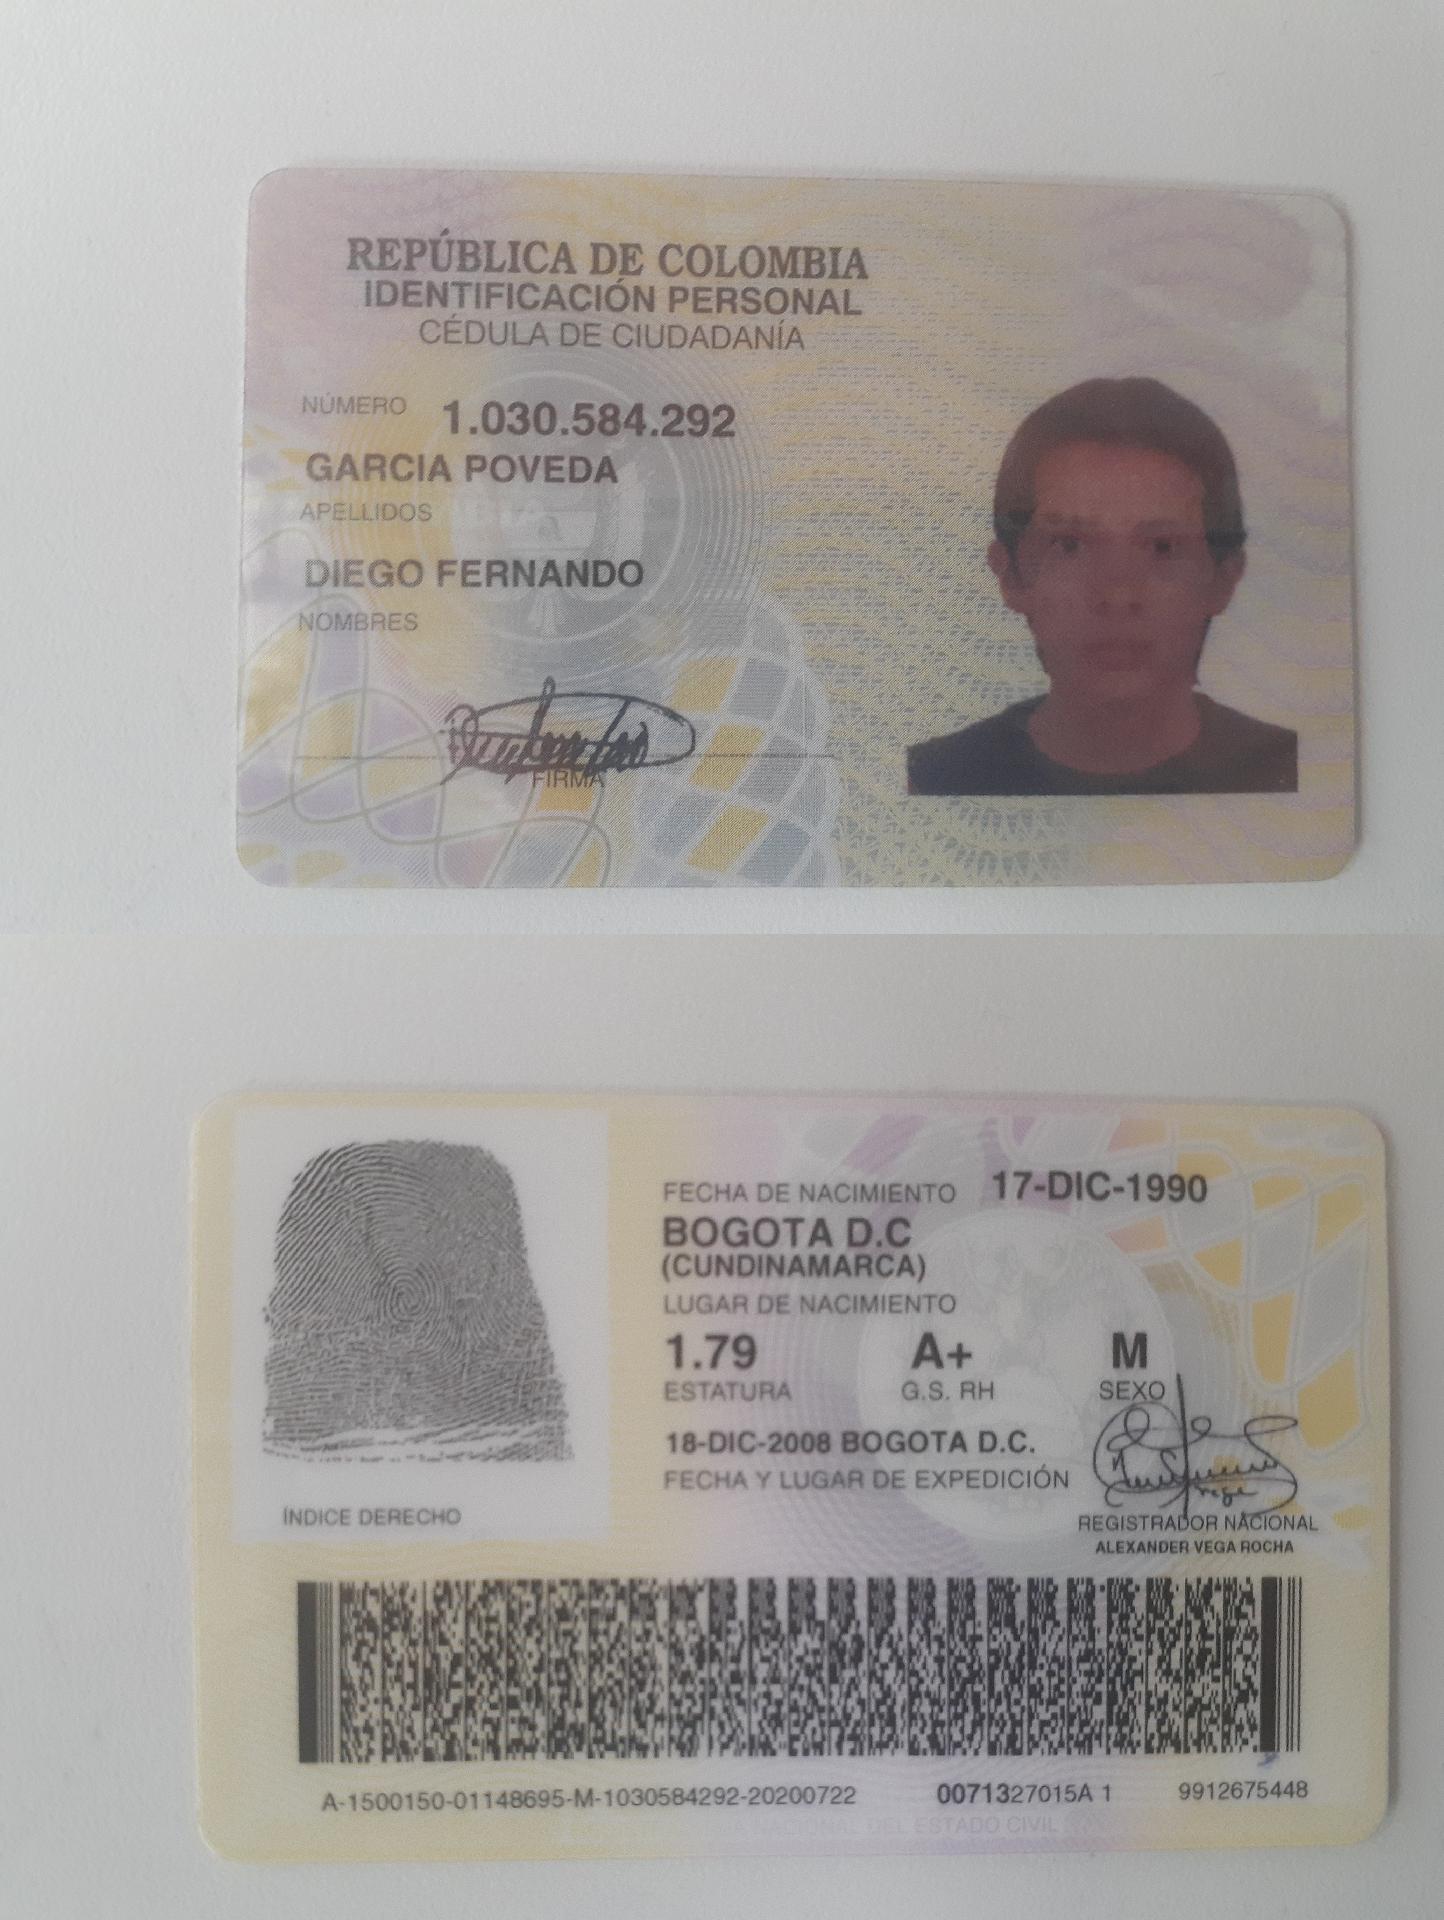 REPÚBLICA DE COLOMBIA
IDENTIFICACIÓN PERSONAL
CÉDULA DE CIUDADANÍA
NÚMERO 1.030.584.292
GARCIA POVEDA
APELLIDOS
DIEGO FERNANDO
NOMBRES
FIRMA
FECHA DE NACIMIENTO 17-DIC-1990
BOGOTA D.C
(CUNDINAMARCA)
LUGAR DE NACIMIENTO
1.79 A+ M
ESTATURA G.S. RH SEXO
18-DIC-2008 BOGOTA D.C.
FECHA Y LUGAR DE EXPEDICIÓN
ÍNDICE DERECHO
REGISTRADOR NACIONAL
ALEXANDER VEGA ROCHA
A-1500150-01148695-M-1030584292-20200722 0071327015A 1 9912675448
NACIONAL DEL ESTADO CIVIL